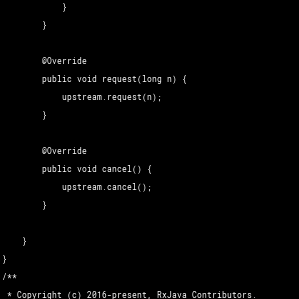 }
}
@Override
public void request(long n) {
upstream.request(n);
}
@Override
public void cancel() {
upstream.cancel();
}
}
}
/**
* Copyright (c) 2016-present, RxJava Contributors.